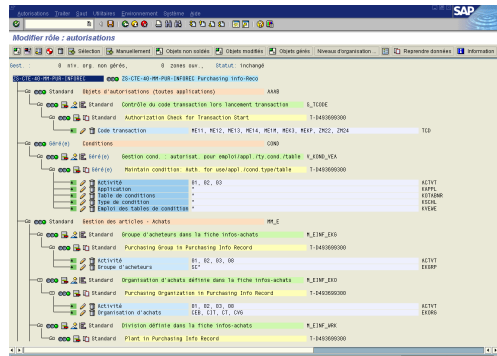 Autorisations Traiter Saut Utilitaires Environnement Système Aide
SAP
Modifier rôle : autorisations
Sélection Manuellement Objets non soldés Objets modifiés Objets gérés Niveaux d'organisation... Reprendre données Information
Gest. : 0 niv. org. non gérés, 0 zones ouv., Statut: inchangé
ZS-CTE-40-MM-PUR-INFOREC ZS-CTE-40-MM-PUR-INFOREC Purchasing info-Reco
Standard Objets d'autorisations (toutes applications) AAAB
Standard Contrôle du code transaction lors lancement transaction S_TCODE
Standard Authorization Check for Transaction Start T-D493699300
Code transaction ME11, ME12, ME13, ME14, ME1M, MEK3, MEKP, ZM22, ZM24 TCD
Géré(e) Conditions COND
Géré(e) Gestion cond. : autorisat. pour emploi/appl./ty.cond./table V_KOND_VEA
Géré(e) Maintain condition: Auth. for use/appl./cond.type/table T-D493699300
Activité 01, 02, 03 ACTVT
Application * KAPPL
Table de conditions * KOTABNR
Type de condition * KSCHL
Emploi des tables de condition * KVEWE
Standard Gestion des articles - Achats MM_E
Standard Groupe d'acheteurs dans la fiche infos-achats M_EINF_EKG
Standard Purchasing Group in Purchasing Info Record T-D493699300
Activité 01, 02, 03, 08 ACTVT
Groupe d'acheteurs SC* EKGRP
Standard Organisation d'achats définie dans la fiche infos-achats M_EINF_EKO
Standard Purchasing Organization in Purchasing Info Record T-D493699300
Activité 01, 02, 03, 08 ACTVT
Organisation d'achats CEB, CIT, CT, CVG EKORG
Standard Division définie dans la fiche infos-achats M_EINF_WRK
Standard Plant in Purchasing Info Record T-D493699300